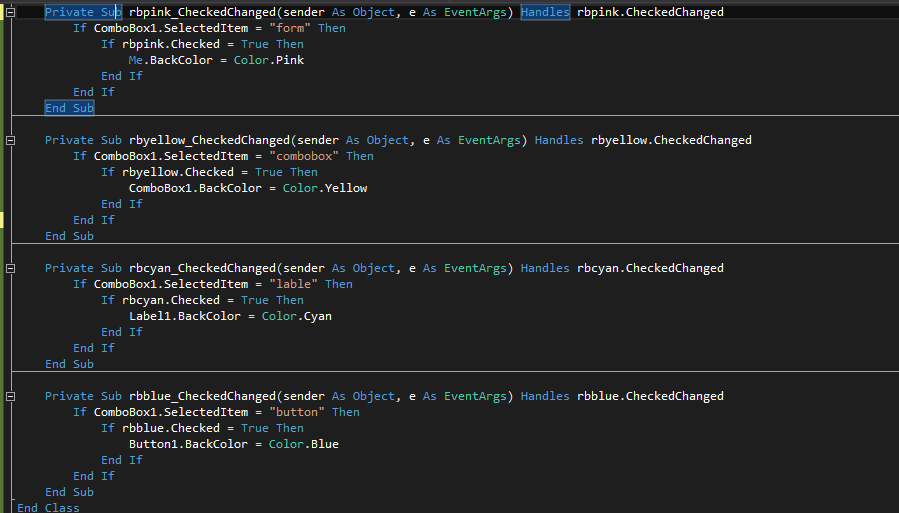 Private Sub rbpink_CheckedChanged(sender As Object, e As EventArgs) Handles rbpink.CheckedChanged
If ComboBox1.SelectedItem = "form" Then
If rbpink.Checked = True Then
Me.BackColor = Color.Pink
End If
End If
End Sub
Private Sub rbyellow_CheckedChanged(sender As Object, e As EventArgs) Handles rbyellow.CheckedChanged
If ComboBox1.SelectedItem = "combobox" Then
If rbyellow.Checked = True Then
ComboBox1.BackColor = Color.Yellow
End If
End If
End Sub
Private Sub rbcyan_CheckedChanged(sender As Object, e As EventArgs) Handles rbcyan.CheckedChanged
If ComboBox1.SelectedItem = "lable" Then
If rbcyan.Checked = True Then
Label1.BackColor = Color.Cyan
End If
End If
End Sub
Private Sub rbblue_CheckedChanged(sender As Object, e As EventArgs) Handles rbblue.CheckedChanged
If ComboBox1.SelectedItem = "button" Then
If rbblue.Checked = True Then
Button1.BackColor = Color.Blue
End If
End If
End Sub
End Class